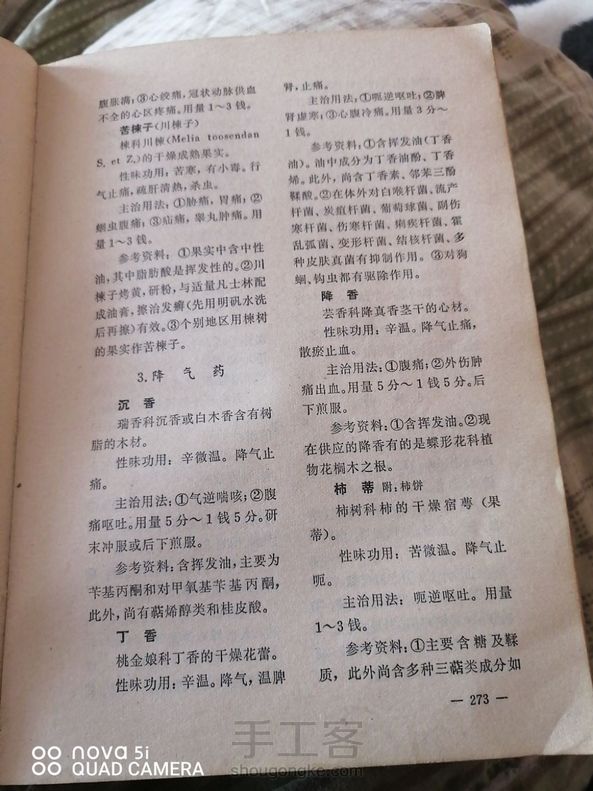 腹胀满；③心绞痛，冠状动脉供血
不全的心区疼痛。用量1～3钱。
苦楝子（川楝子）
楝科川楝（Melia toosendan
S. et Z.）的干燥成熟果实。
性味功用，苦寒，有小毒。行
气止痛，疏肝清热，杀虫。
主治用法：①胁痛，胃痛；②
蛔虫腹痛；③疝痛，睾丸肿痛。用
量1～3钱。
参考资料：①果实中含中性
油，其中脂肪酸是挥发性的。②川
楝子烤黄，研粉，与适量凡士林配
成油膏，擦治发癣（先用明矾水洗
后再擦）有效。③个别地区用楝树
的果实作苦楝子。
3.降气药
沉香
瑞香科沉香或白木香含有树
脂的木材。
性味功用：辛微温。降气止
痛。
主治用法：①气逆喘咳；②腹
痛呕吐。用量5分～1钱5分。研
末冲服或后下煎服。
参考资料：含挥发油，主要为
苄基丙酮和对甲氧基苄基丙酮，
此外，尚有萜烯醇类和桂皮酸。
丁香
桃金娘科丁香的干燥花蕾。
性味功用：辛温。降气，温脾
肾，止痛。
主治用法：①呃逆呕吐；②脾
肾虚寒；③心腹冷痛。用量3分～
1钱。
参考资料：①含挥发油（丁香
油）。油中成分为丁香油酚、丁香
烯。此外，尚含丁香素、邻苯三酚
鞣酸。②在体外对白喉杆菌、流产
杆菌、炭疽杆菌、葡萄球菌、副伤
寒杆菌、伤寒杆菌、痢疾杆菌、霍
乱弧菌、变形杆菌、结核杆菌、多
种皮肤真菌有抑制作用。③对狗
蛔、钩虫都有驱除作用。
降香
芸香科降真香茎干的心材。
性味功用：辛温。降气止痛，
散瘀止血。
主治用法：①腹痛；②外伤肿
痛出血。用量5分～1钱5分。后
下煎服。
参考资料：①含挥发油。②现
在供应的降香有的是蝶形花科植
物花榈木之根。
柿蒂 附：柿饼
柿树科柿的干燥宿萼（果
蒂）。
性味功用：苦微温。降气止
呃。
主治用法：呃逆呕吐。用量
1～3钱。
参考资料：①主要含糖及鞣
质，此外尚含多种三萜类成分如
— 273 —
nova 5i
QUAD CAMERA
手工客
shougongke.com